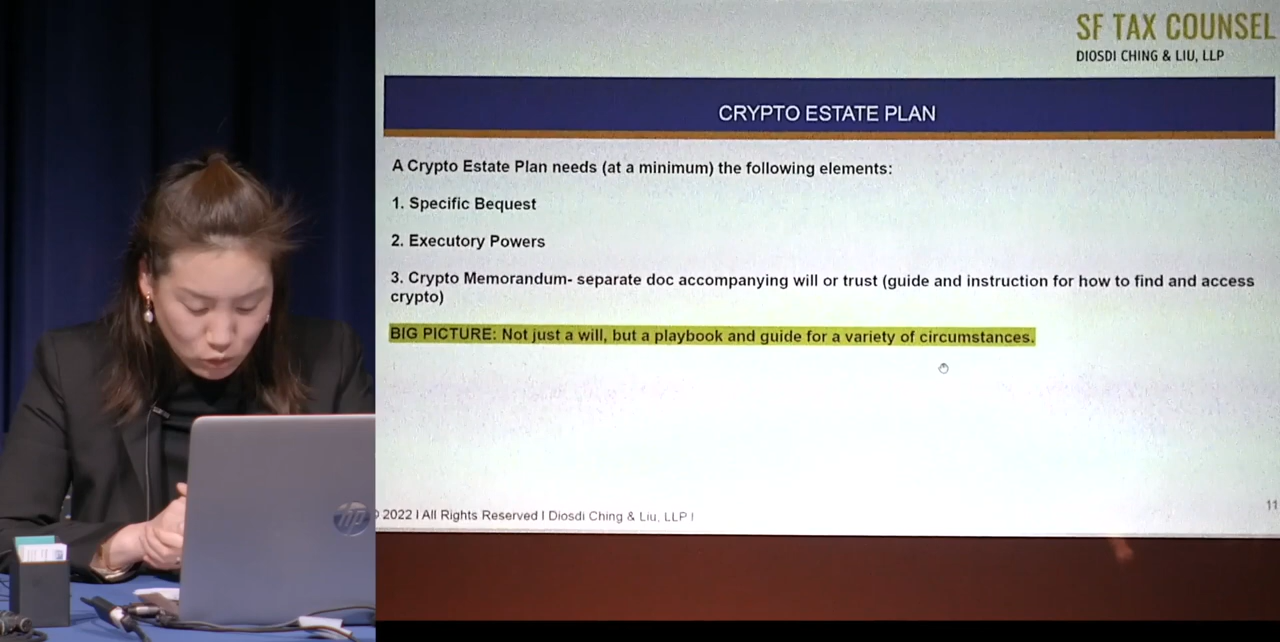 SF TAX COUNSEL
DIOSDI CHING & LIU, LLP
CRYPTO ESTATE PLAN
A Crypto Estate Plan needs (at a minimum) the following elements:
1. Specific Bequest
2. Executory Powers
3. Crypto Memorandum- separate doc accompanying will or trust (guide and instruction for how to find and access
crypto)
BIG PICTURE: Not just a will, but a playbook and guide for a variety of circumstances.
© 2022 I All Rights Reserved I Diosdi Ching & Liu, LLP I
11
hp